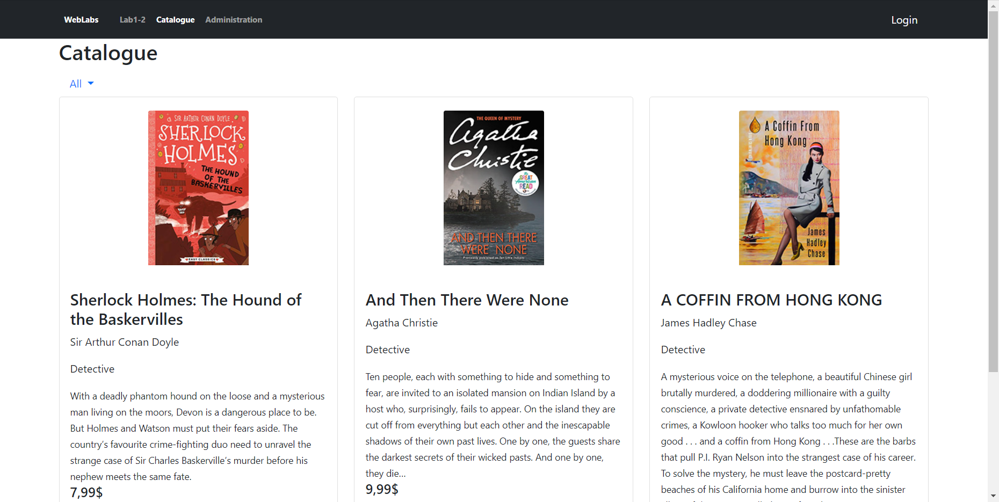 WebLabs Lab1-2 Catalogue Administration Login
Catalogue
All
SIR ARTHUR CONAN DOYLE
SHERLOCK
HOLMES
THE HOUND
OF THE
BASKERVILLES
EASY CLASSICS
Sherlock Holmes: The Hound of
the Baskervilles
Sir Arthur Conan Doyle
Detective
With a deadly phantom hound on the loose and a mysterious
man living on the moors, Devon is a dangerous place to be.
But Holmes and Watson must put their fears aside. The
country’s favourite crime-fighting duo need to unravel the
strange case of Sir Charles Baskerville’s murder before his
nephew meets the same fate.
7,99$
THE QUEEN OF MYSTERY
Agatha
Christie
The
GREAT
American
READ
AND THEN THERE
WERE NONE
Previously published as Ten Little Indians
And Then There Were None
Agatha Christie
Detective
Ten people, each with something to hide and something to
fear, are invited to an isolated mansion on Indian Island by a
host who, surprisingly, fails to appear. On the island they are
cut off from everything but each other and the inescapable
shadows of their own past lives. One by one, the guests share
the darkest secrets of their wicked pasts. And one by one,
they die...
9,99$
A Coffin From
Hong Kong
James
Hadley
Chase
A COFFIN FROM HONG KONG
James Hadley Chase
Detective
A mysterious voice on the telephone, a beautiful Chinese girl
brutally murdered, a doddering millionaire with a guilty
conscience, a private detective ensnared by unfathomable
crimes, a Kowloon hooker who talks too much for her own
good . . . and a coffin from Hong Kong . . .These are the barbs
that pull P.I. Ryan Nelson into the strangest case of his career.
To solve the mystery, he must leave the postcard-pretty
beaches of his California home and burrow into the sinister